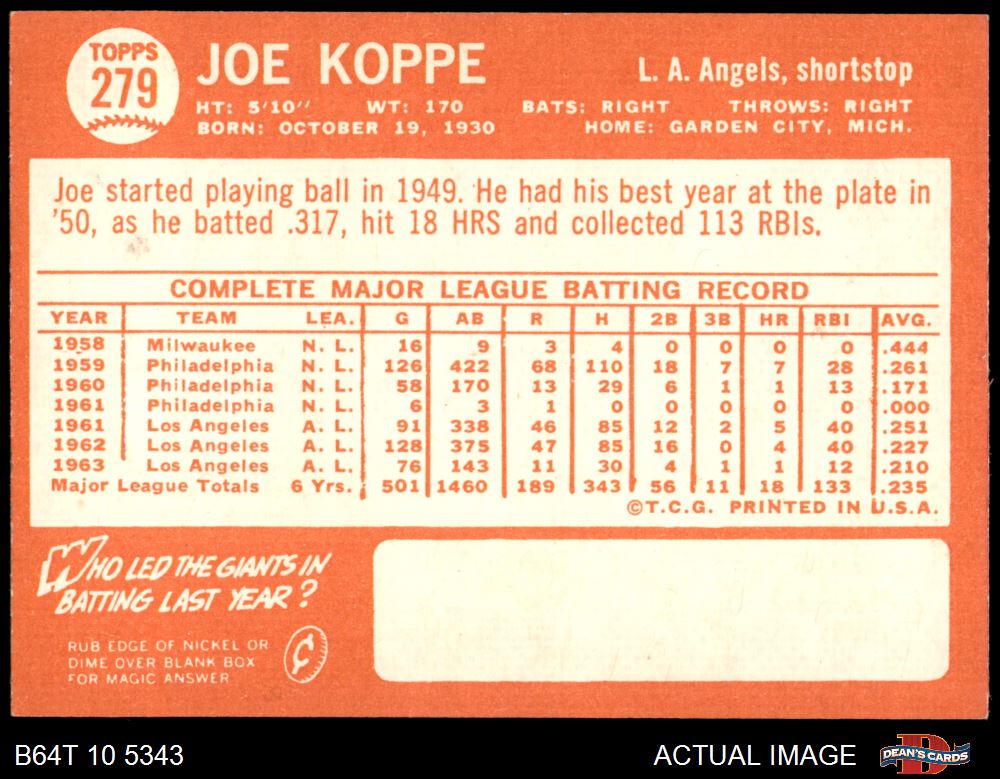 TOPPS
279
JOE KOPPE
L. A. Angels, shortstop
HT: 5'10" WT: 170 BATS: RIGHT THROWS: RIGHT
BORN: OCTOBER 19, 1930 HOME: GARDEN CITY, MICH.
Joe started playing ball in 1949. He had his best year at the plate in
'50, as he batted .317, hit 18 HRS and collected 113 RBIs.
COMPLETE MAJOR LEAGUE BATTING RECORD
YEAR TEAM LEA. G AB R H 2B 3B HR RBI AVG.
1958 Milwaukee N. L. 16 9 3 4 0 0 0 0 .444
1959 Philadelphia N. L. 126 422 68 110 18 7 7 28 .261
1960 Philadelphia N. L. 58 170 13 29 6 1 1 13 .171
1961 Philadelphia N. L. 6 3 1 0 0 0 0 0 .000
1961 Los Angeles A. L. 91 338 46 85 12 2 5 40 .251
1962 Los Angeles A. L. 128 375 47 85 16 0 4 40 .227
1963 Los Angeles A. L. 76 143 11 30 4 1 1 12 .210
Major League Totals 6 Yrs. 501 1460 189 343 56 11 18 133 .235
©T.C.G. PRINTED IN U.S.A.
WHO LED THE GIANTS IN
BATTING LAST YEAR?
RUB EDGE OF NICKEL OR
DIME OVER BLANK BOX
FOR MAGIC ANSWER
¢
B64T 10 5343 ACTUAL IMAGE
D
DEAN'S CARDS